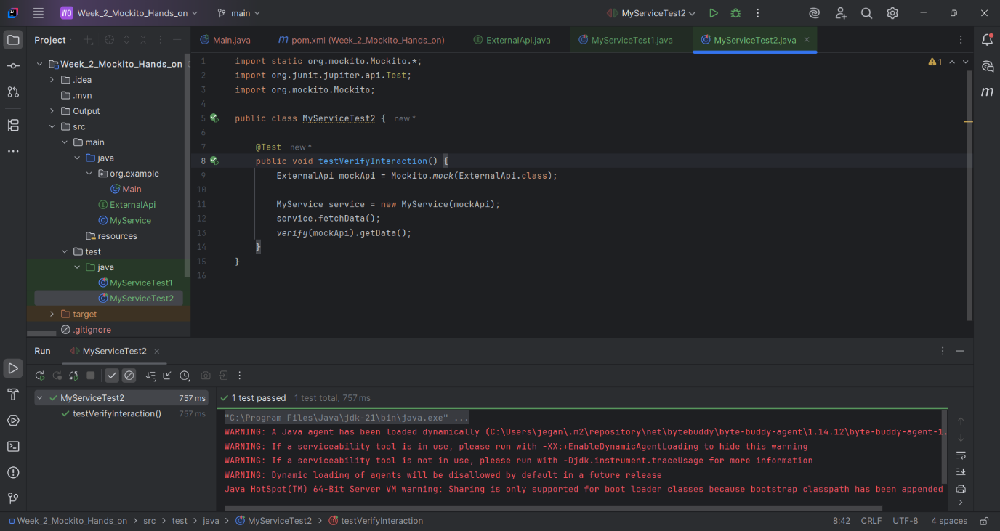 WO Week_2_Mockito_Hands_on main MyServiceTest2
Project
Main.java
m pom.xml (Week_2_Mockito_Hands_on)
ExternalApi.java
MyServiceTest1.java
MyServiceTest2.java
Week_2_Mockito_Hands_on
.idea
.mvn
Output
src
main
java
org.example
Main
ExternalApi
MyService
resources
test
java
MyServiceTest1
MyServiceTest2
target
.gitignore
1 import static org.mockito.Mockito.*;
2 import org.junit.jupiter.api.Test;
3 import org.mockito.Mockito;
4
5 public class MyServiceTest2 { new *
6
7 @Test new *
8 public void testVerifyInteraction() {
9 ExternalApi mockApi = Mockito.mock(ExternalApi.class);
10
11 MyService service = new MyService(mockApi);
12 service.fetchData();
13 verify(mockApi).getData();
14 }
15 }
16
1
m
Run MyServiceTest2
MyServiceTest2 757 ms
testVerifyInteraction() 757 ms
1 test passed 1 test total, 757 ms
"C:\Program Files\Java\jdk-21\bin\java.exe" ...
WARNING: A Java agent has been loaded dynamically (C:\Users\jegan\.m2\repository\net\bytebuddy\byte-buddy-agent\1.14.12\byte-buddy-agent-1.
WARNING: If a serviceability tool is in use, please run with -XX:+EnableDynamicAgentLoading to hide this warning
WARNING: If a serviceability tool is not in use, please run with -Djdk.instrument.traceUsage for more information
WARNING: Dynamic loading of agents will be disallowed by default in a future release
Java HotSpot(TM) 64-Bit Server VM warning: Sharing is only supported for boot loader classes because bootstrap classpath has been appended
Week_2_Mockito_Hands_on > src > test > java > MyServiceTest2 > testVerifyInteraction
8:42 CRLF UTF-8 4 spaces